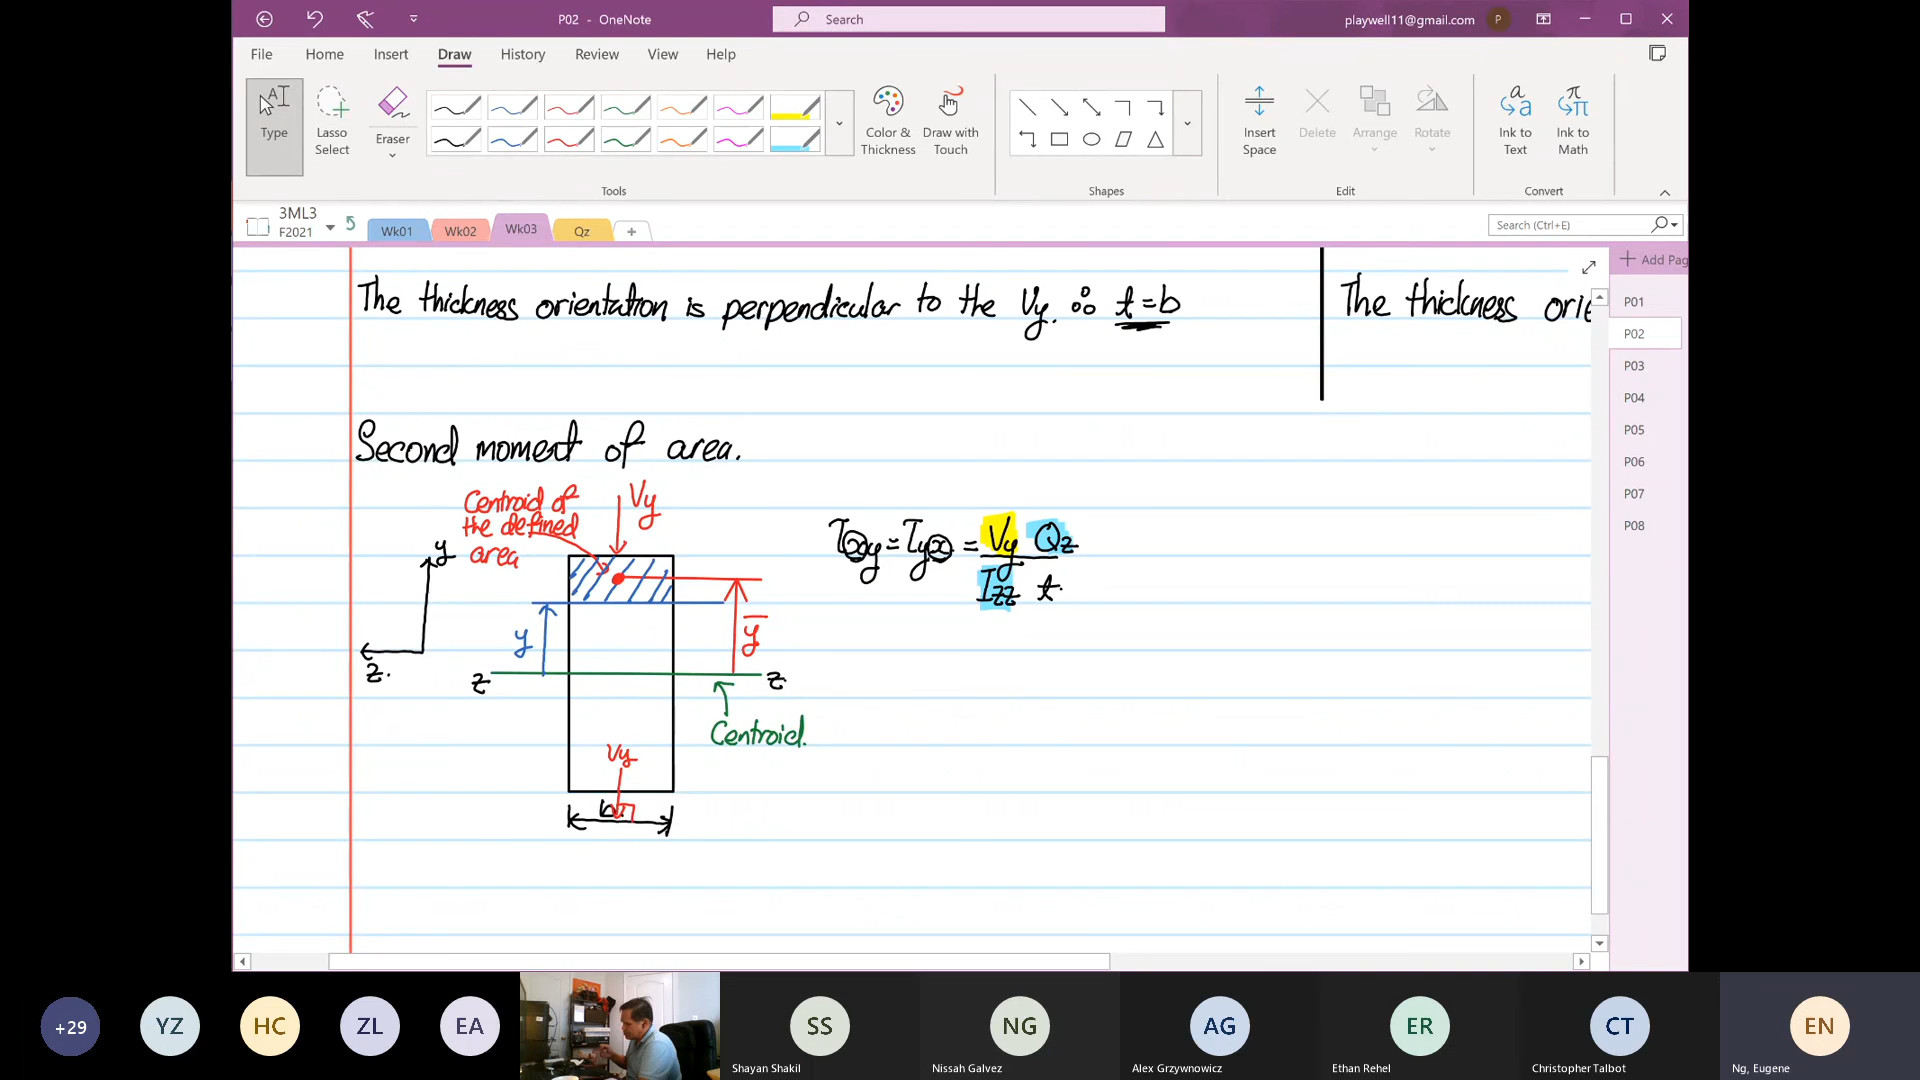 P02 - OneNote
Search
playwell11@gmail.com
P
File
Home
Insert
Draw
History
Review
View
Help
Type
Lasso Select
Eraser
Color & Thickness
Draw with Touch
Insert Space
Delete
Arrange
Rotate
Ink to Text
Ink to Math
Tools
Shapes
Edit
Convert
3ML3
F2021
Wk01
Wk02
Wk03
Qz
Search (Ctrl+E)
Add Pag
P01
P02
P03
P04
P05
P06
P07
P08
The thickness orientation is perpendicular to the Vy. ∴ t=b
The thickness orie
Second moment of area.
Centroid of
the defined
area
Vy
y
z.
y
y̅
z
z
Centroid.
Vy
b
τxy = τyx = Vy Qz
Izz t
+29
YZ
HC
ZL
EA
SS
Shayan Shakil
NG
Nissah Galvez
AG
Alex Grzywnowicz
ER
Ethan Rehel
CT
Christopher Talbot
EN
Ng, Eugene